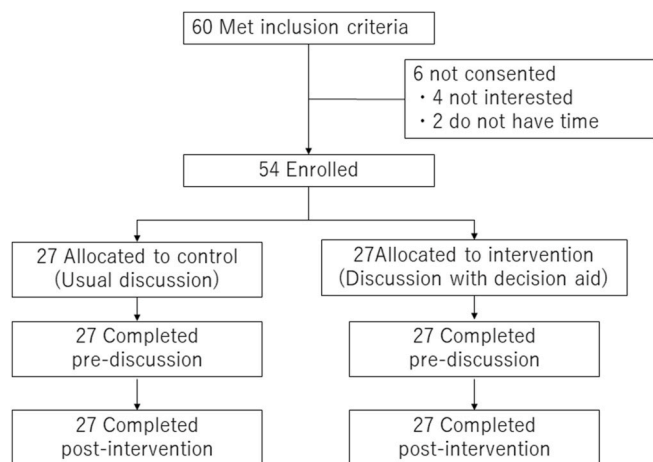 60 Met inclusion criteria
6 not consented
・4 not interested
・2 do not have time
54 Enrolled
27 Allocated to control
(Usual discussion)
27Allocated to intervention
(Discussion with decision aid)
27 Completed
pre-discussion
27 Completed
pre-discussion
27 Completed
post-intervention
27 Completed
post-intervention